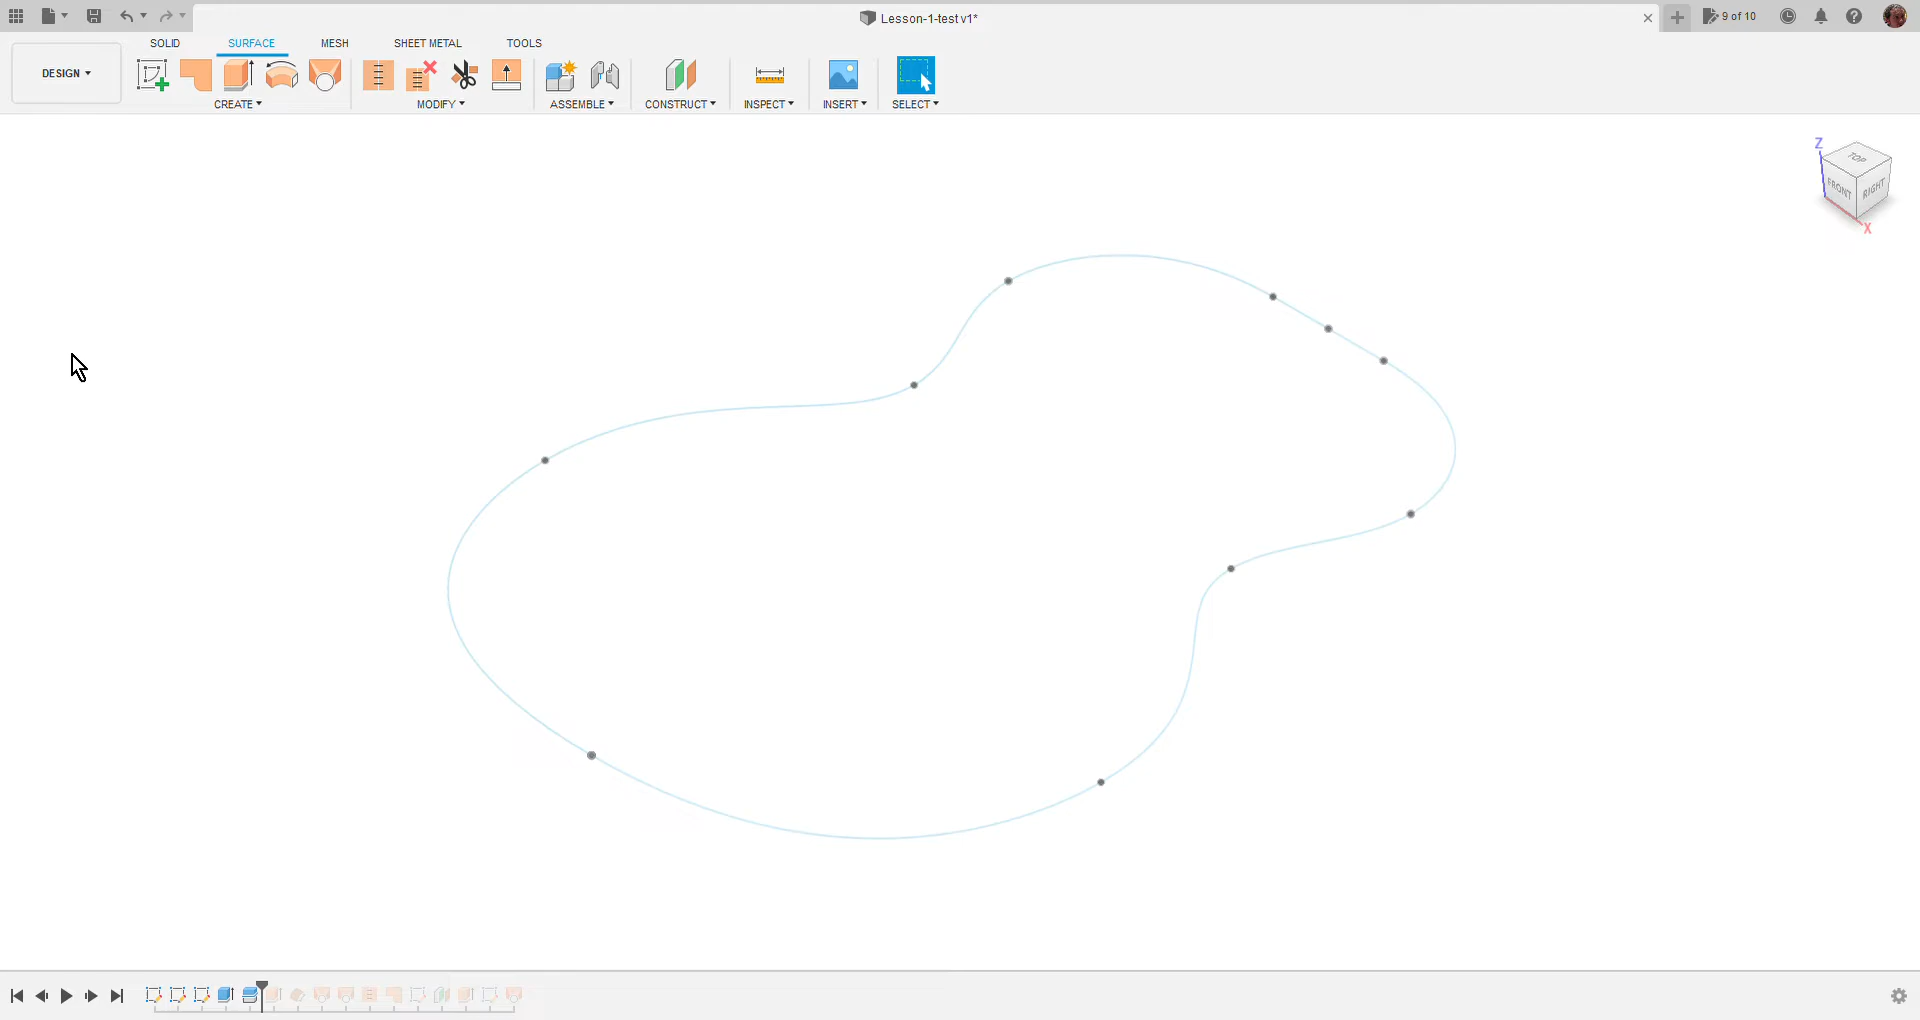 Lesson-1-test v1*
9 of 10
SOLID
SURFACE
MESH
SHEET METAL
TOOLS
DESIGN
CREATE
MODIFY
ASSEMBLE
CONSTRUCT
INSPECT
INSERT
SELECT
Z
TOP
FRONT
RIGHT
X